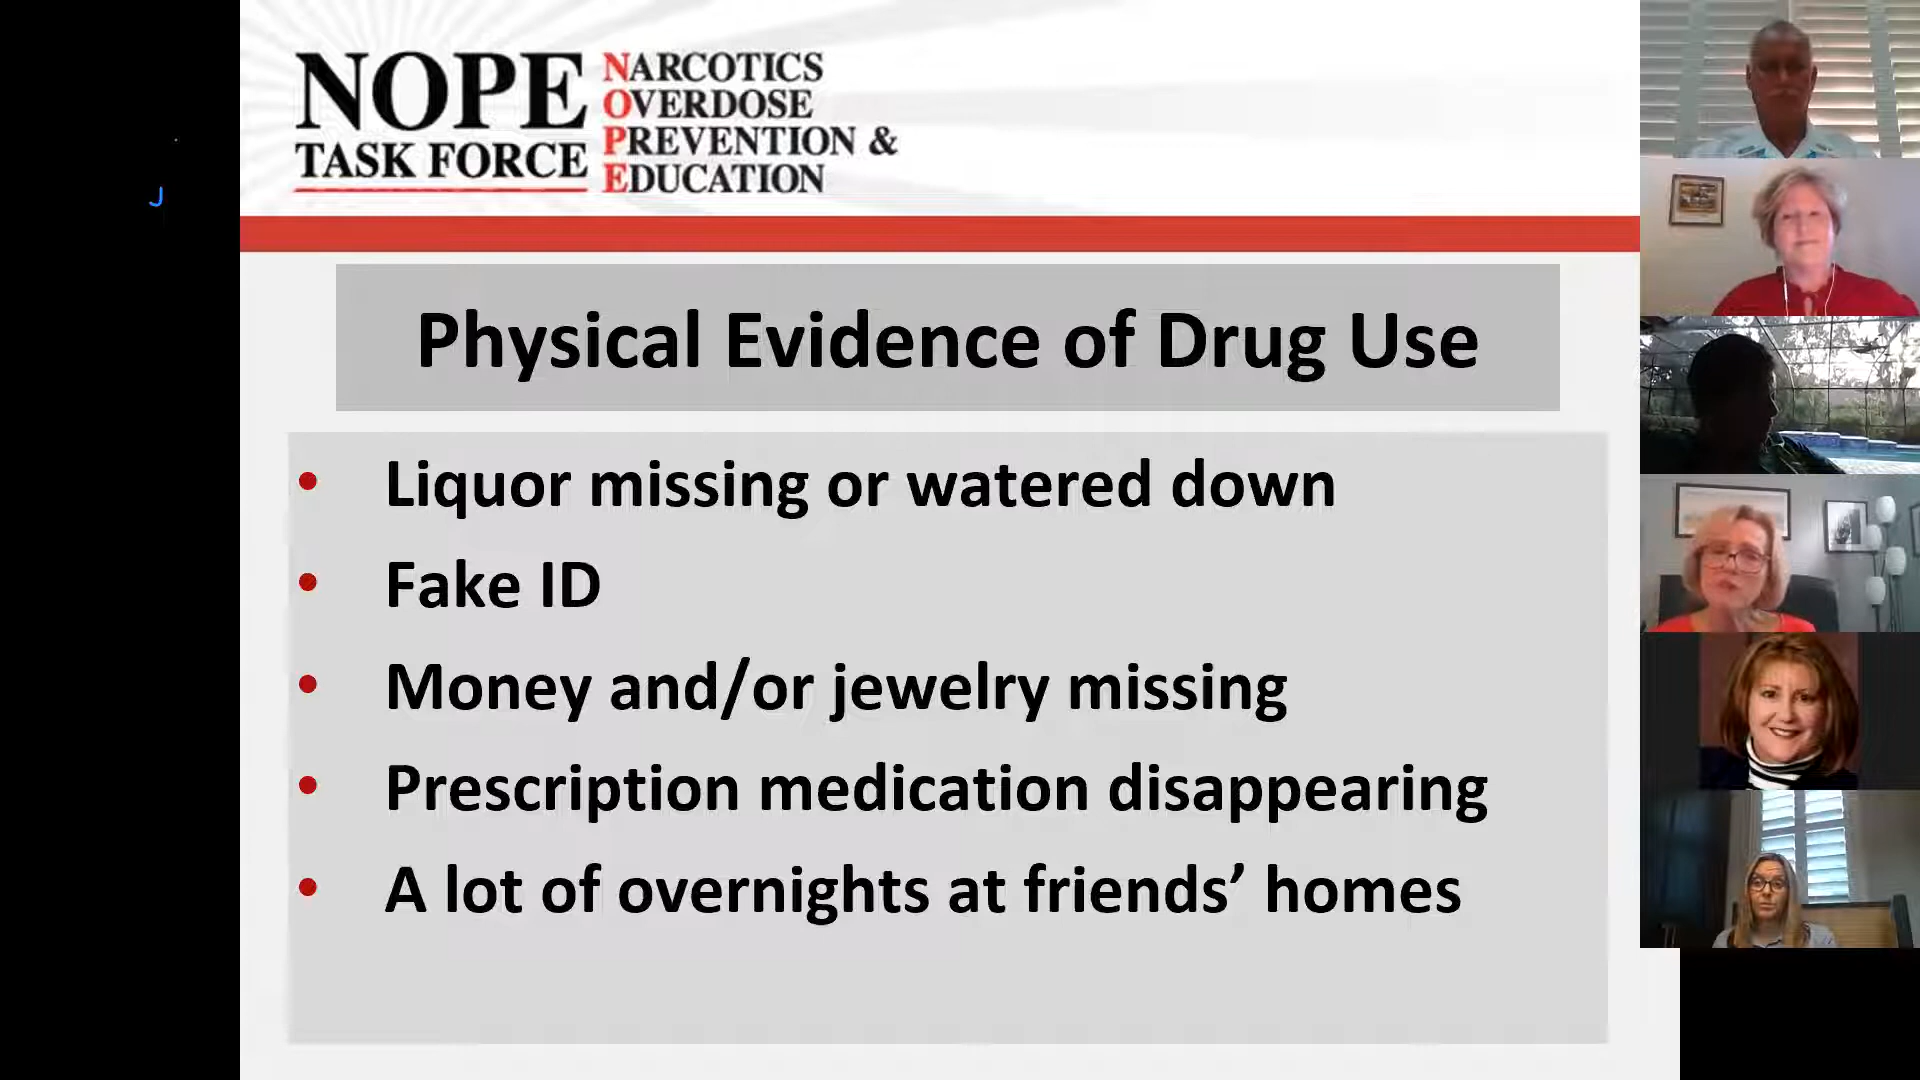 NOPE
TASK FORCE
NARCOTICS
OVERDOSE
PREVENTION &
EDUCATION
Physical Evidence of Drug Use
• Liquor missing or watered down
• Fake ID
• Money and/or jewelry missing
• Prescription medication disappearing
• A lot of overnights at friends’ homes